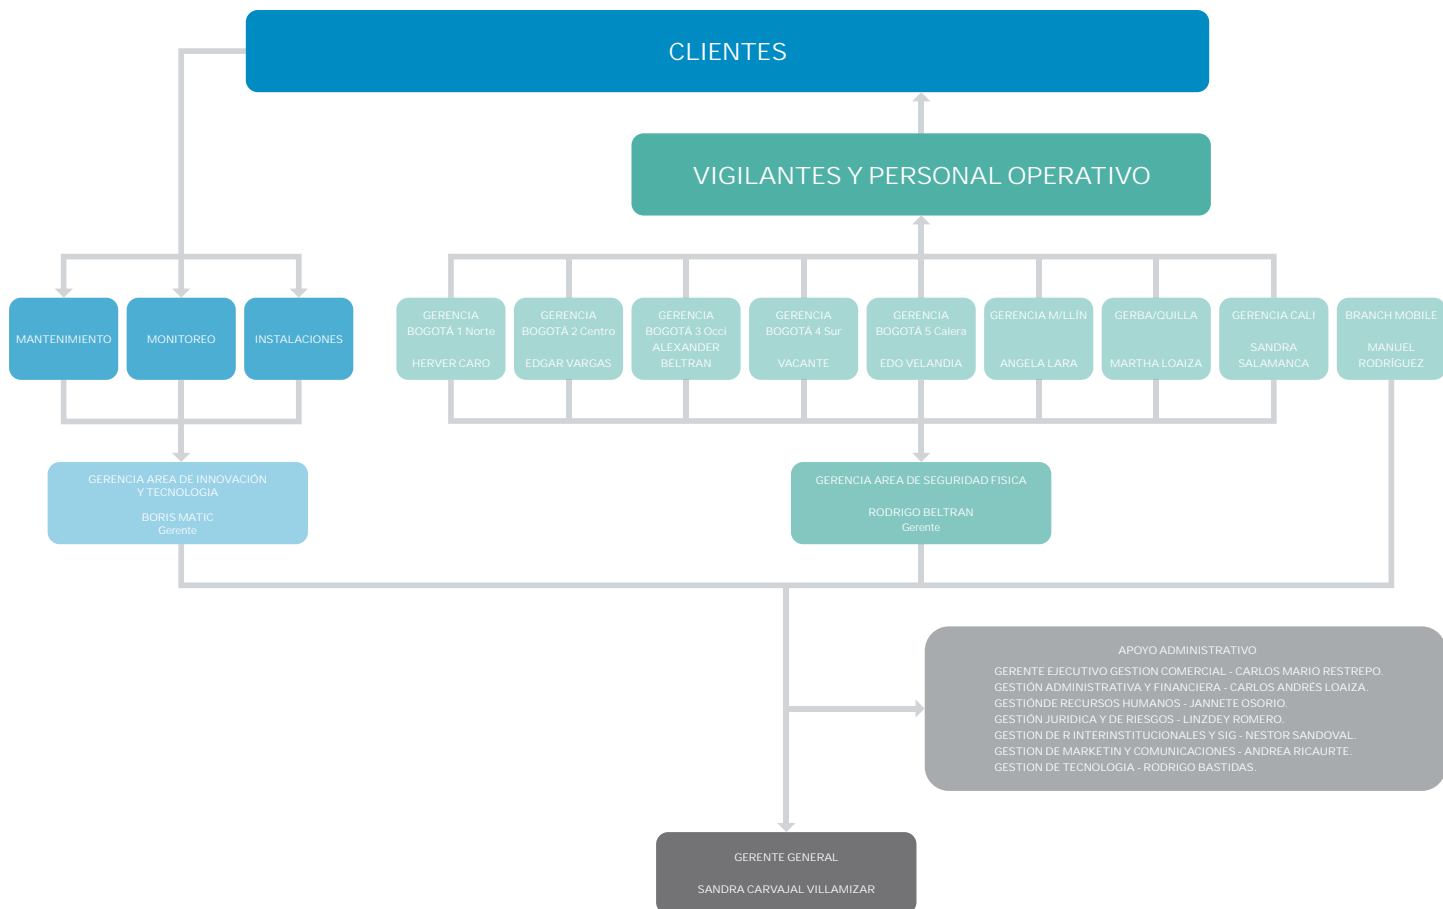 CLIENTES
VIGILANTES Y PERSONAL OPERATIVO
MANTENIMIENTO
MONITOREO
INSTALACIONES
GERENCIA
BOGOTÁ 1 Norte
HERVER CARO
GERENCIA
BOGOTÁ 2 Centro
EDGAR VARGAS
GERENCIA
BOGOTÁ 3 Occi
ALEXANDER
BELTRAN
GERENCIA
BOGOTÁ 4 Sur
VACANTE
GERENCIA
BOGOTÁ 5 Calera
EDO VELANDIA
GERENCIA M/LLÍN
ANGELA LARA
GERBA/QUILLA
MARTHA LOAIZA
GERENCIA CALI
SANDRA
SALAMANCA
BRANCH MOBILE
MANUEL
RODRÍGUEZ
GERENCIA AREA DE INNOVACIÓN
Y TECNOLOGIA
BORIS MATIC
Gerente
GERENCIA AREA DE SEGURIDAD FISICA
RODRIGO BELTRAN
Gerente
APOYO ADMINISTRATIVO
GERENTE EJECUTIVO GESTION COMERCIAL - CARLOS MARIO RESTREPO.
GESTIÓN ADMINISTRATIVA Y FINANCIERA - CARLOS ANDRÉS LOAIZA.
GESTIÓNDE RECURSOS HUMANOS - JANNETE OSORIO.
GESTIÓN JURIDICA Y DE RIESGOS - LINZDEY ROMERO.
GESTION DE R INTERINSTITUCIONALES Y SIG - NESTOR SANDOVAL.
GESTION DE MARKETIN Y COMUNICACIONES - ANDREA RICAURTE.
GESTION DE TECNOLOGIA - RODRIGO BASTIDAS.
GERENTE GENERAL
SANDRA CARVAJAL VILLAMIZAR